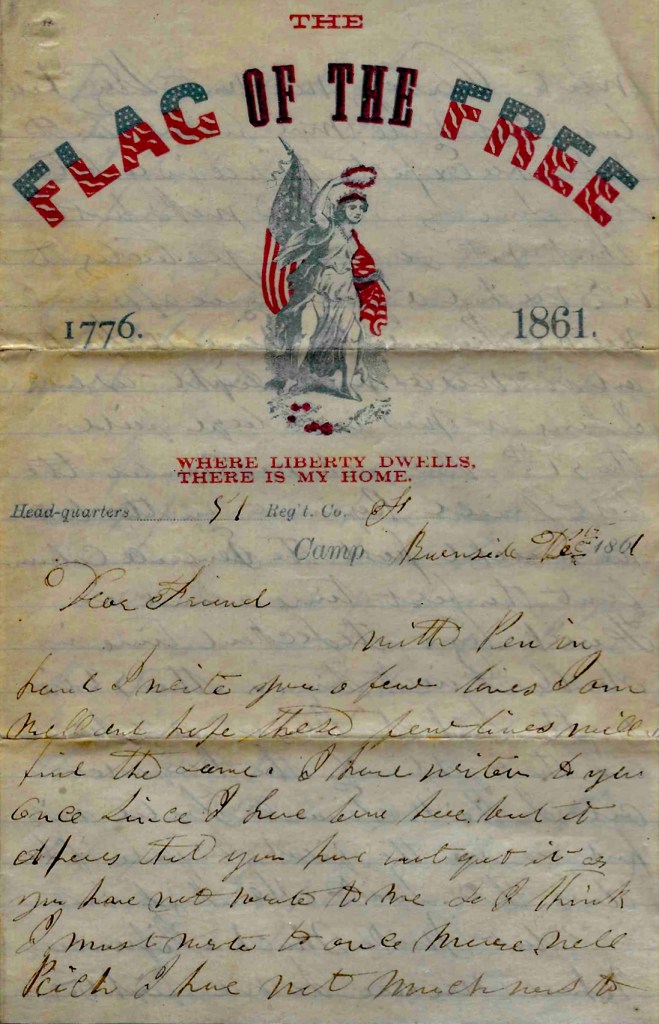 THE
FLAG OF THE FREE
1776. 1861.
WHERE LIBERTY DWELLS,
THERE IS MY HOME.
Head-quarters 51 Reg't. Co.
Camp Burnside Dec 1861
Dear Friend
with Pen in
hand I write you a few lines I am
well and hope these few lines will
find the same. I have writen to you
once since I have been here but it
that you have not got it as
you have not wrote to me so I think
I must write to once more well
I have not much news to